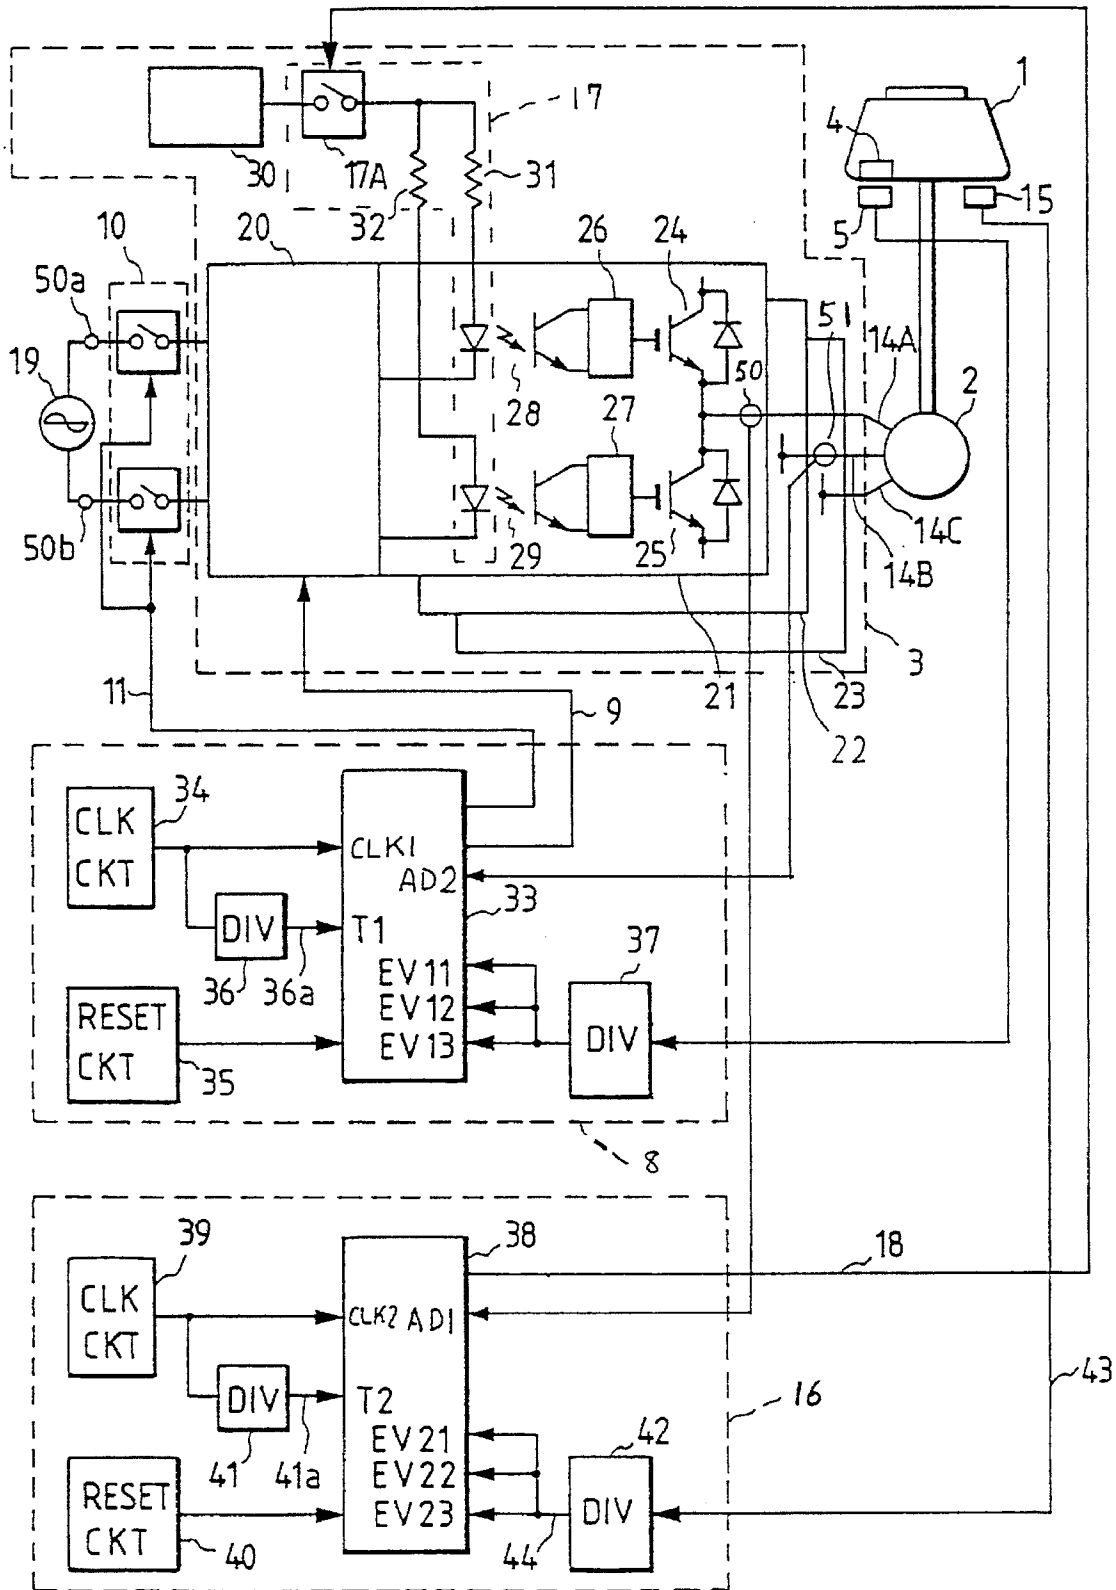 1
17
4
30
17A
31
32
15
5
10
20
26
24
50a
51
14A
19
50
2
28
27
50b
29
25
14C
14B
3
11
9
21
23
22
34
CLK
CKT
CLK1
AD2
33
DIV
T1
37
36
36a
EV11
EV12
RESET
CKT
EV13
DIV
35
8
39
38
18
CLK
CKT
CLK2
AD1
43
DIV
T2
16
42
41
41a
EV21
EV22
RESET
CKT
EV23
DIV
40
44